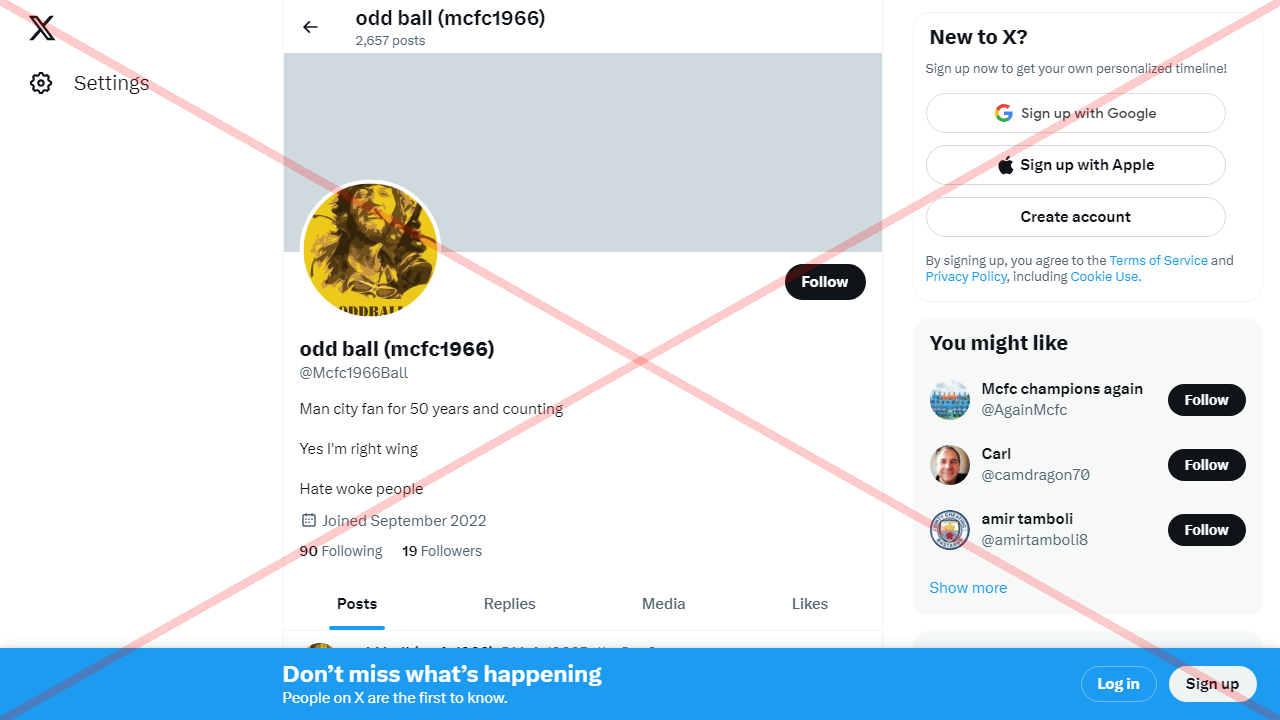 Settings
odd ball (mcfc1966)
2,657 posts
Follow
odd ball (mcfc1966)
@Mcfc1966Ball
Man city fan for 50 years and counting
Yes I'm right wing
Hate woke people
Joined September 2022
90 Following 19 Followers
Posts Replies Media Likes
New to X?
Sign up now to get your own personalized timeline!
Sign up with Google
Sign up with Apple
Create account
By signing up, you agree to the Terms of Service and
Privacy Policy, including Cookie Use.
You might like
Mcfc champions again
@AgainMcfc
Follow
Carl
@camdragon70
Follow
amir tamboli
@amirtamboli8
Follow
Show more
Don't miss what's happening
People on X are the first to know.
Log in
Sign up